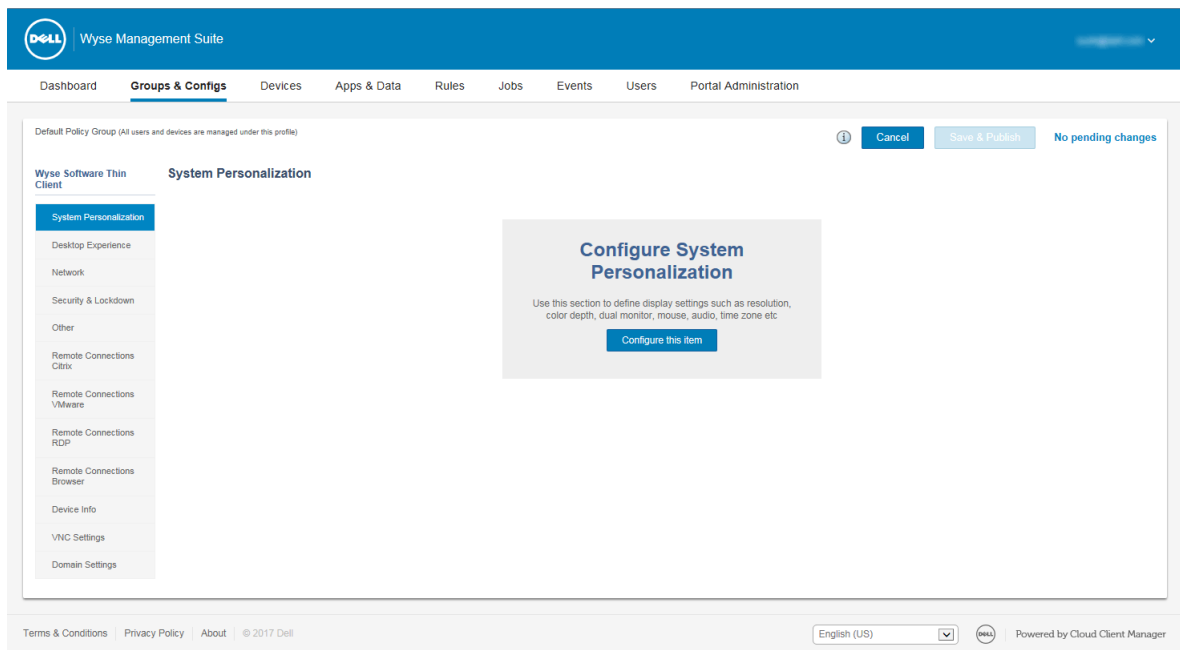 DELL
Wyse Management Suite
Dashboard Groups & Configs Devices Apps & Data Rules Jobs Events Users Portal Administration
Default Policy Group (All users and devices are managed under this profile)
i
Cancel
Save & Publish
No pending changes
Wyse Software Thin
Client
System Personalization
Desktop Experience
Network
Security & Lockdown
Other
Remote Connections
Citrix
Remote Connections
VMware
Remote Connections
RDP
Remote Connections
Browser
Device Info
VNC Settings
Domain Settings
System Personalization
Configure System
Personalization
Use this section to define display settings such as resolution,
color depth, dual monitor, mouse, audio, time zone etc
Configure this item
Terms & Conditions Privacy Policy About © 2017 Dell
English (US)
DELL
Powered by Cloud Client Manager